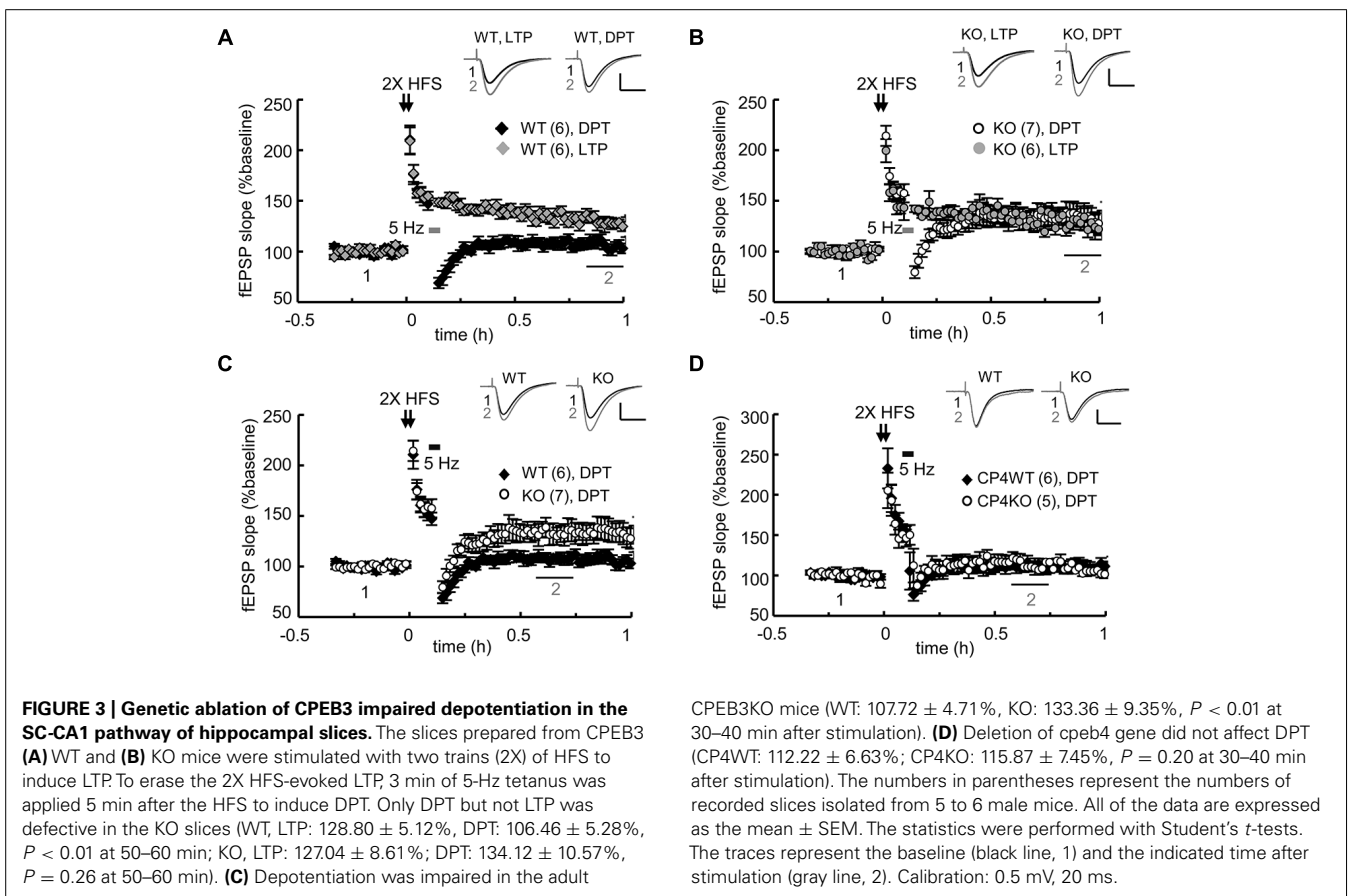 A
WT, LTP
WT, DPT
1
2
2X HFS
250
200
150
100
50
fEPSP slope (%baseline)
WT (6), DPT
WT (6), LTP
5 Hz
1
2
-0.5
0
0.5
1
time (h)
B
KO, LTP
KO, DPT
1
2
2X HFS
250
200
150
100
50
fEPSP slope (%baseline)
KO (7), DPT
KO (6), LTP
5 Hz
1
2
-0.5
0
0.5
1
time (h)
C
WT
KO
1
2
2X HFS
250
200
150
100
50
fEPSP slope (%baseline)
5 Hz
WT (6), DPT
KO (7), DPT
1
2
-0.5
0
0.5
1
time (h)
D
WT
KO
1
2
2X HFS
300
250
200
150
100
50
fEPSP slope (%baseline)
5 Hz
CP4WT (6), DPT
CP4KO (5), DPT
1
2
-0.5
0
0.5
1
time (h)
FIGURE 3 | Genetic ablation of CPEB3 impaired depotentiation in the
SC-CA1 pathway of hippocampal slices. The slices prepared from CPEB3
(A) WT and (B) KO mice were stimulated with two trains (2X) of HFS to
induce LTP. To erase the 2X HFS-evoked LTP, 3 min of 5-Hz tetanus was
applied 5 min after the HFS to induce DPT. Only DPT but not LTP was
defective in the KO slices (WT, LTP: 128.80 ± 5.12%, DPT: 106.46 ± 5.28%,
P < 0.01 at 50–60 min; KO, LTP: 127.04 ± 8.61%; DPT: 134.12 ± 10.57%,
P = 0.26 at 50–60 min). (C) Depotentiation was impaired in the adult
CPEB3KO mice (WT: 107.72 ± 4.71%, KO: 133.36 ± 9.35%, P < 0.01 at
30–40 min after stimulation). (D) Deletion of cpeb4 gene did not affect DPT
(CP4WT: 112.22 ± 6.63%; CP4KO: 115.87 ± 7.45%, P = 0.20 at 30–40 min
after stimulation). The numbers in parentheses represent the numbers of
recorded slices isolated from 5 to 6 male mice. All of the data are expressed
as the mean ± SEM. The statistics were performed with Student's t-tests.
The traces represent the baseline (black line, 1) and the indicated time after
stimulation (gray line, 2). Calibration: 0.5 mV, 20 ms.